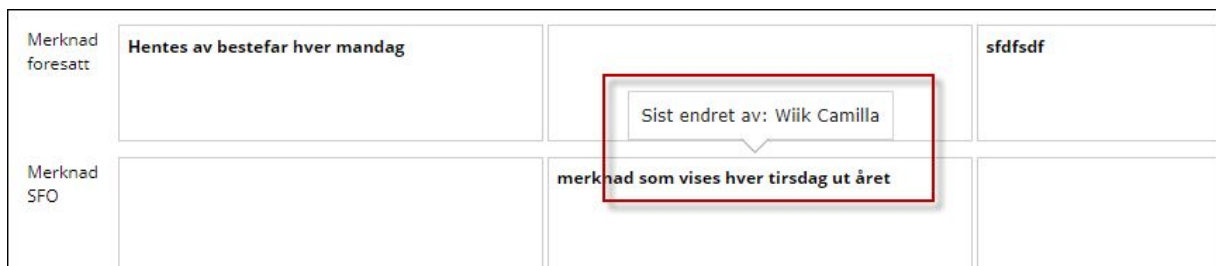 Merknad
foresatt
Hentes av bestefar hver mandag
sfdfsdf
Sist endret av: Wiik Camilla
Merknad
SFO
merknad som vises hver tirsdag ut året